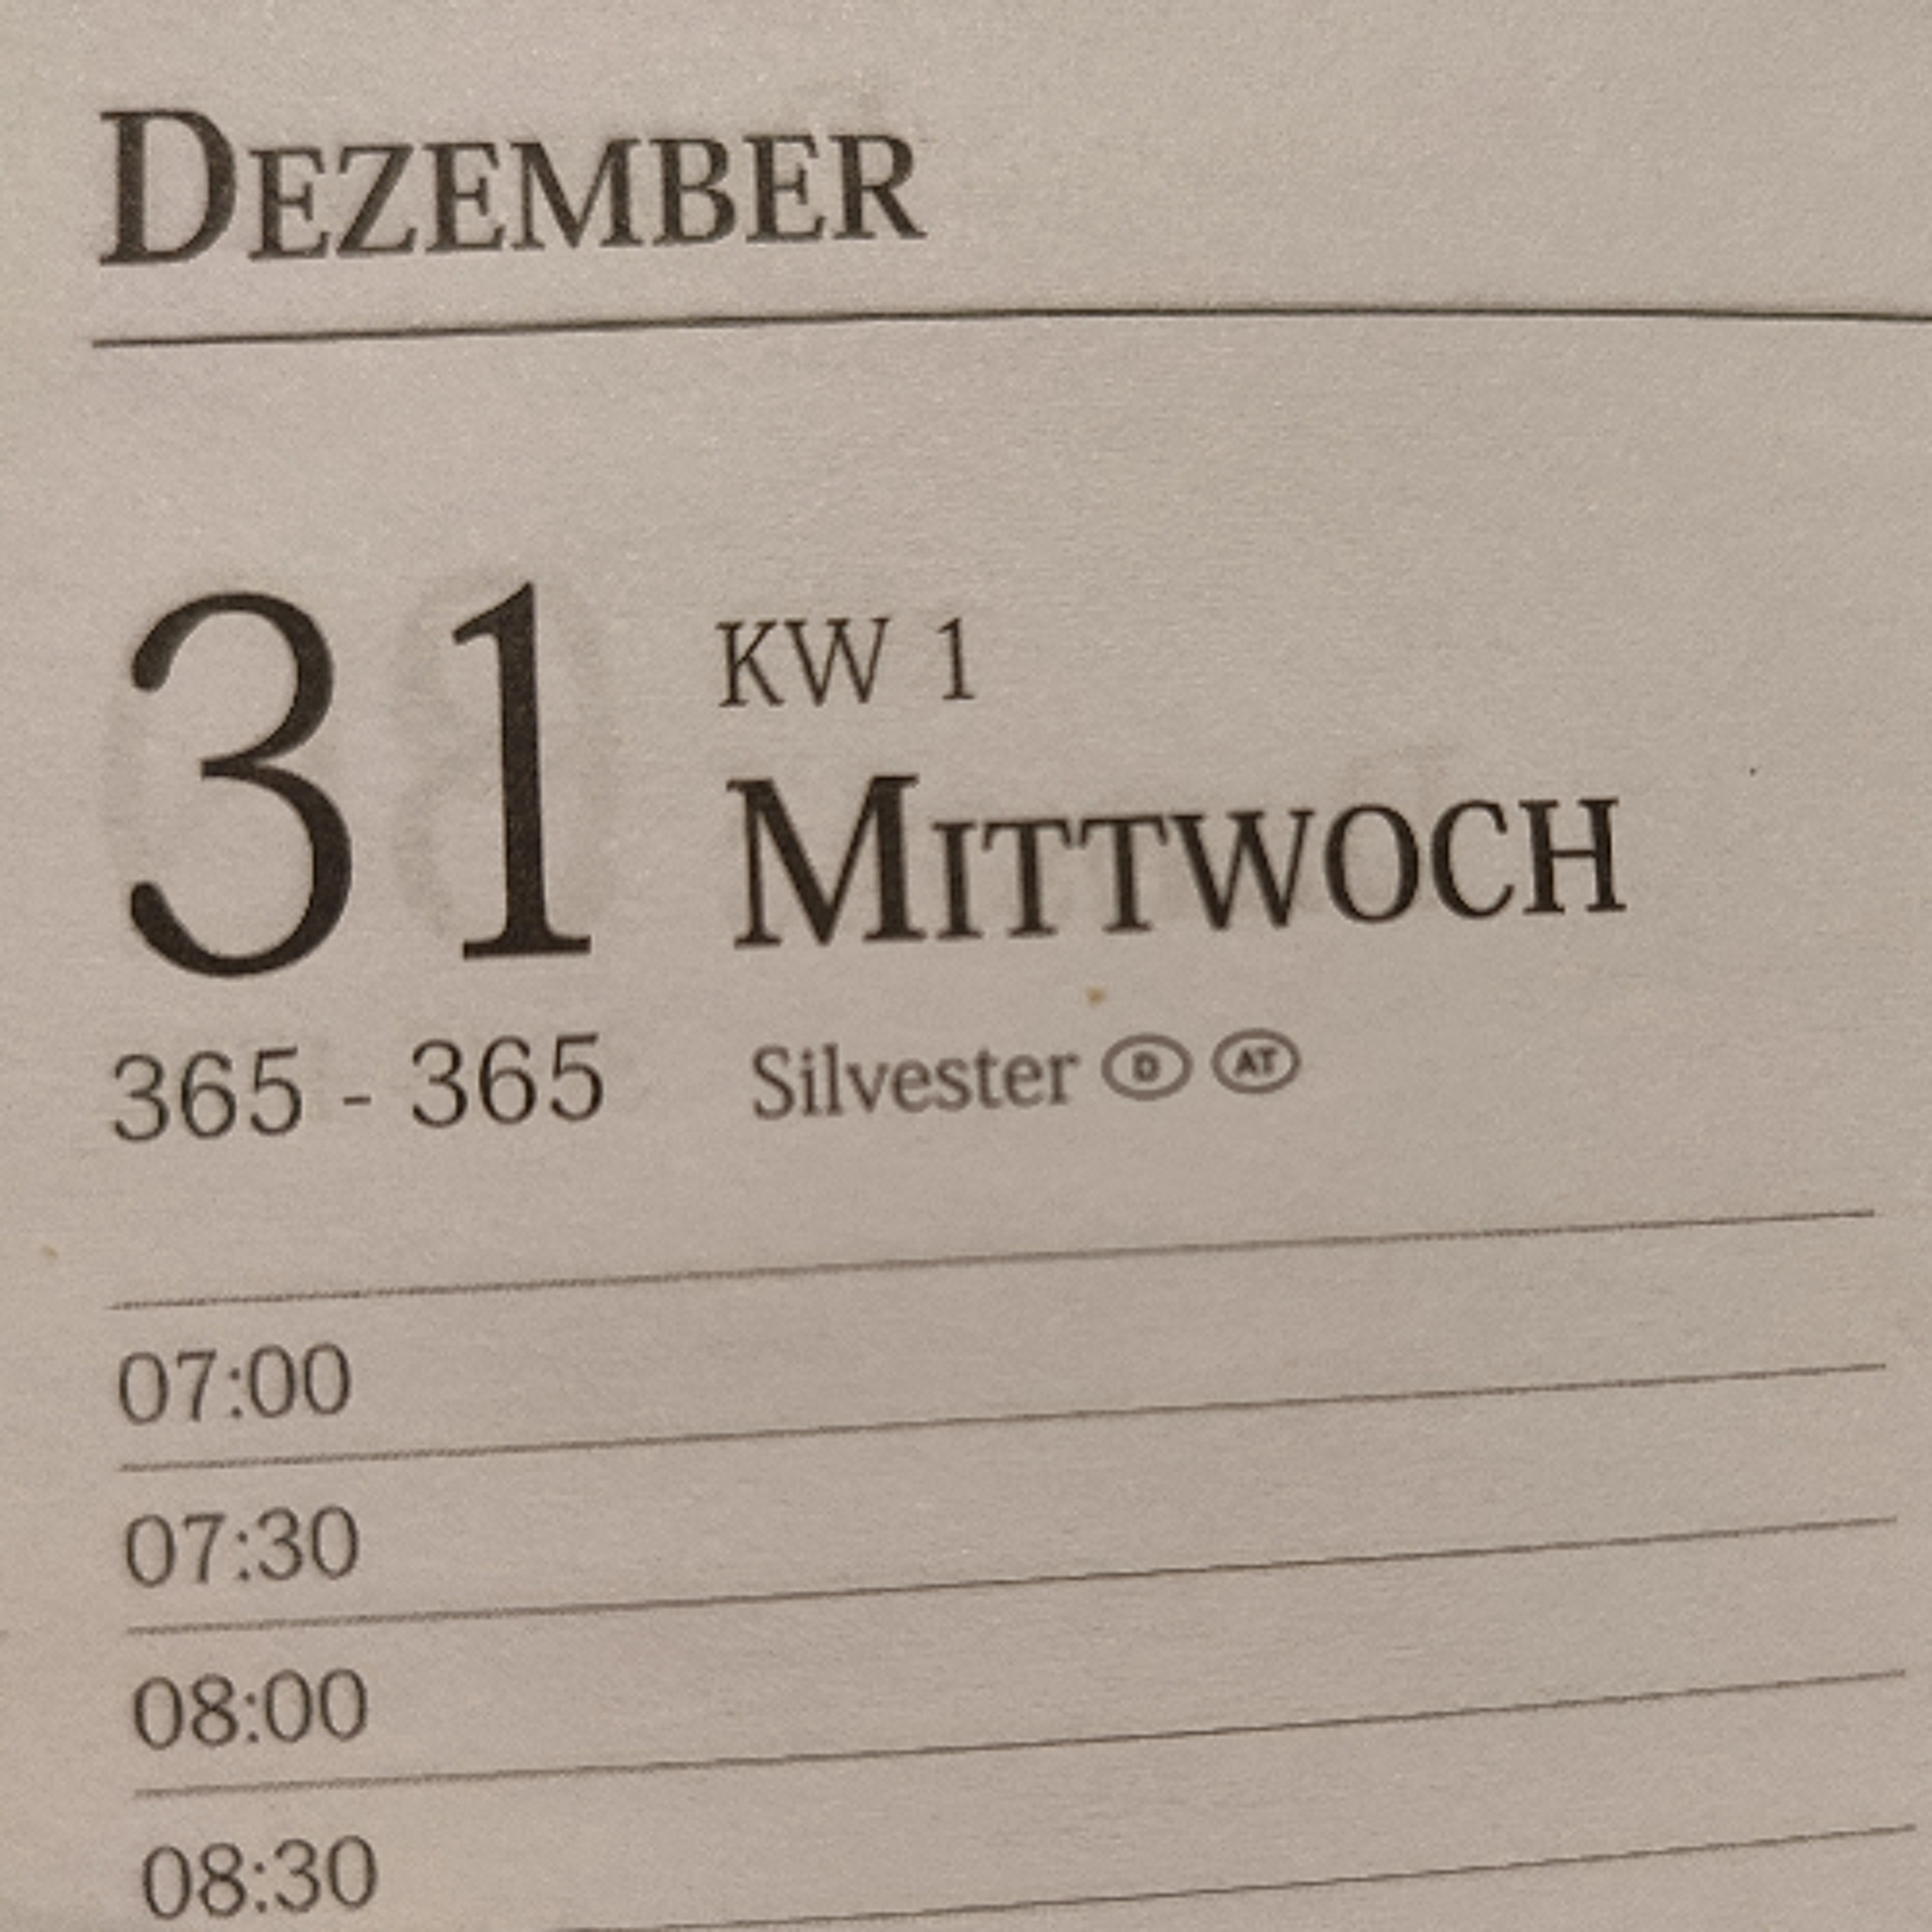 DEZEMBER
31 KW 1
MITTWOCH
365 - 365 Silvester D AT
07:00
07:30
08:00
08:30